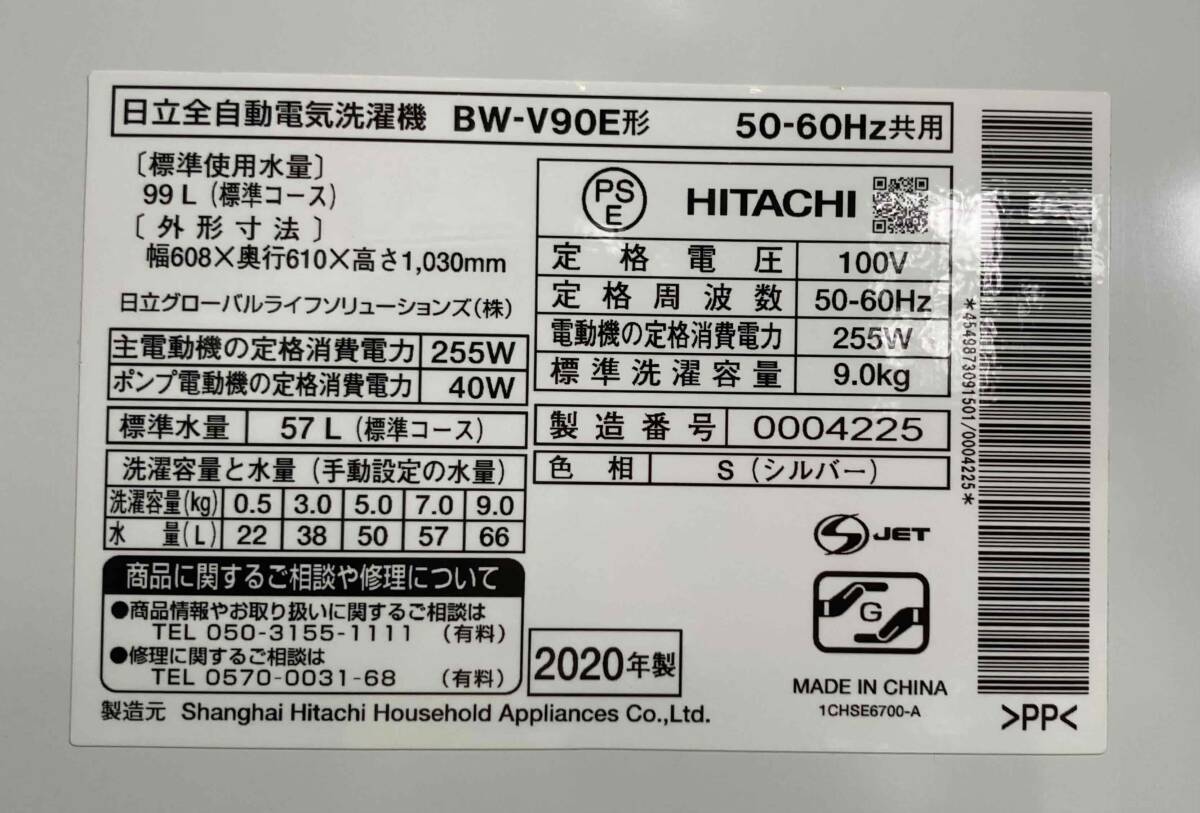 日立全自動電気洗濯機 BW-V90E形 50-60Hz共用
〔標準使用水量〕
99 L (標準コース)
〔外形寸法〕
幅608×奥行610×高さ1,030mm
日立グローバルライフソリューションズ(株)
主電動機の定格消費電力 255W
ポンプ電動機の定格消費電力 40W
標準水量 57 L (標準コース)
洗濯容量と水量 (手動設定の水量)
洗濯容量(kg) 0.5 3.0 5.0 7.0 9.0
水量(L) 22 38 50 57 66
商品に関するご相談や修理について
●商品情報やお取り扱いに関するご相談は
TEL 050-3155-1111 (有料)
●修理に関するご相談は
TEL 0570-0031-68 (有料)
製造元 Shanghai Hitachi Household Appliances Co.,Ltd.
PS
E
HITACHI
定格電圧 100V
定格周波数 50-60Hz
電動機の定格消費電力 255W
標準洗濯容量 9.0kg
製造番号 0004225
色相 S (シルバー)
JET
G
2020年製
MADE IN CHINA
1CHSE6700-A
*4549873091501/0004225*
>PP<